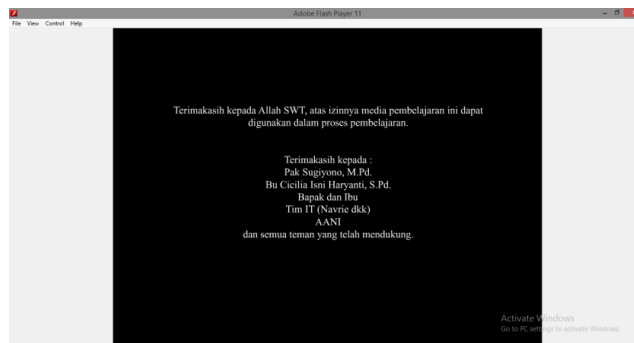 Adobe Flash Player 11
File View Control Help
Terimakasih kepada Allah SWT, atas izinnya media pembelajaran ini dapat
digunakan dalam proses pembelajaran.
Terimakasih kepada :
Pak Sugiyono, M.Pd.
Bu Cicilia Isni Haryanti, S.Pd.
Bapak dan Ibu
Tim IT (Navrie dkk)
AANI
dan semua teman yang telah mendukung.
Activate Windows
Go to PC settings to activate Windows.